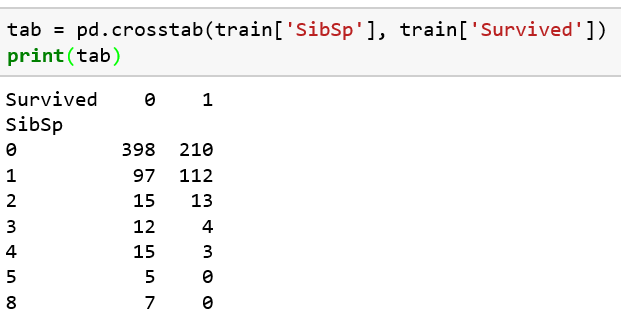 tab = pd.crosstab(train['SibSp'], train['Survived'])
print(tab)
Survived 0 1
SibSp
0 398 210
1 97 112
2 15 13
3 12 4
4 15 3
5 5 0
8 7 0